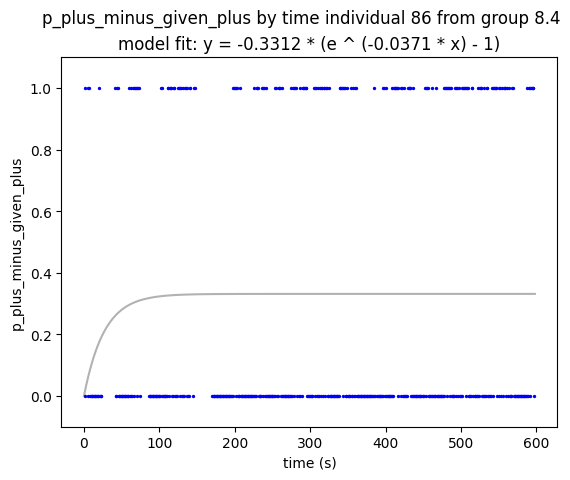 p_plus_minus_given_plus by time individual 86 from group 8.4
model fit: y = -0.3312 * (e ^ (-0.0371 * x) - 1)
1.0
0.8
0.6
0.4
0.2
0.0
p_plus_minus_given_plus
0 100 200 300 400 500 600
time (s)